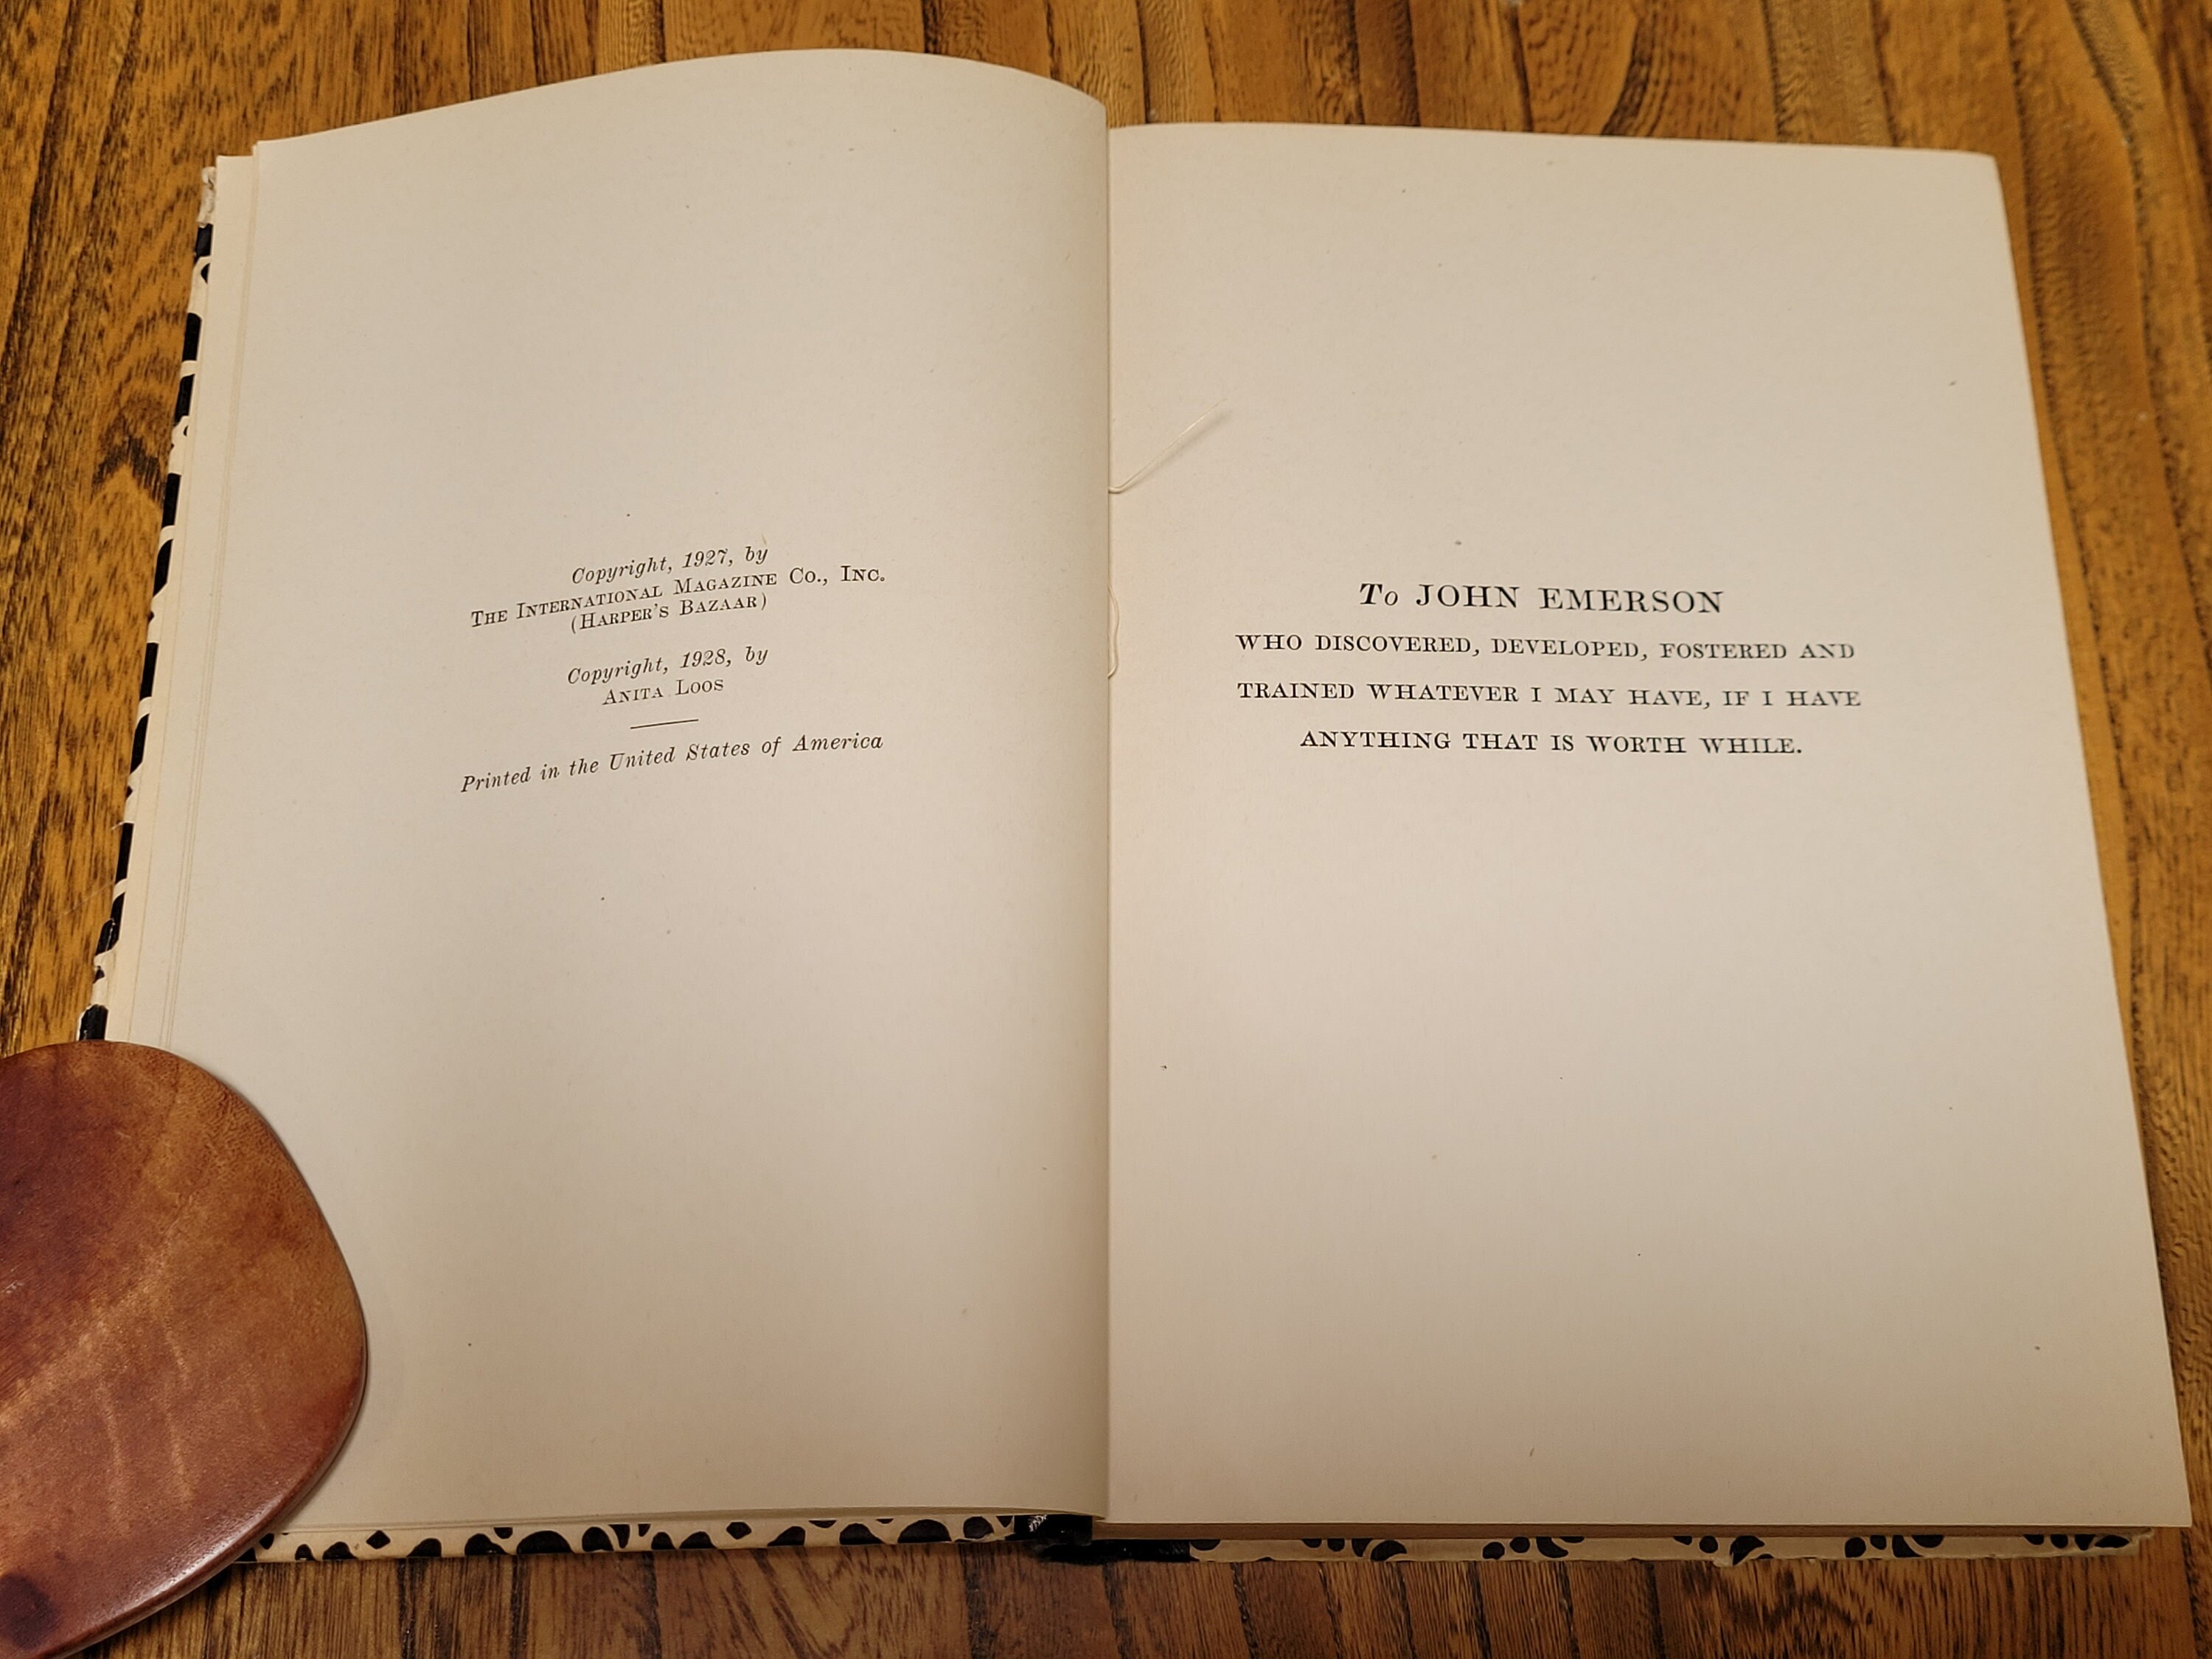 Copyright, 1927, by
The International Magazine Co., Inc.
(Harper's Bazaar)
Copyright, 1928, by
Anita Loos
Printed in the United States of America
To JOHN EMERSON
WHO DISCOVERED, DEVELOPED, FOSTERED AND
TRAINED WHATEVER I MAY HAVE, IF I HAVE
ANYTHING THAT IS WORTH WHILE.